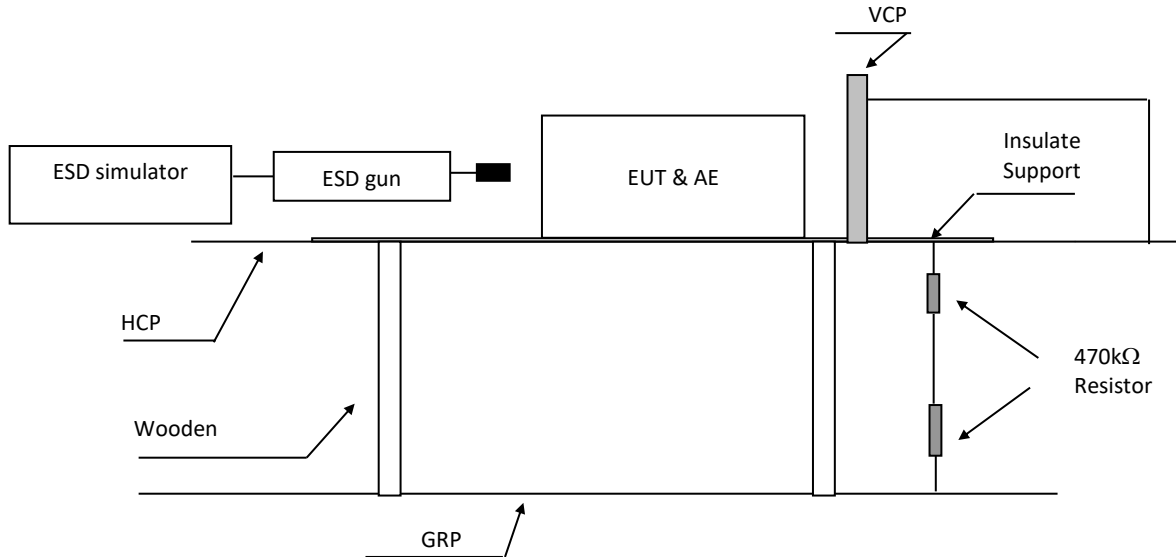 VCP
ESD simulator
ESD gun
EUT & AE
Insulate
Support
HCP
470kΩ
Resistor
Wooden
GRP